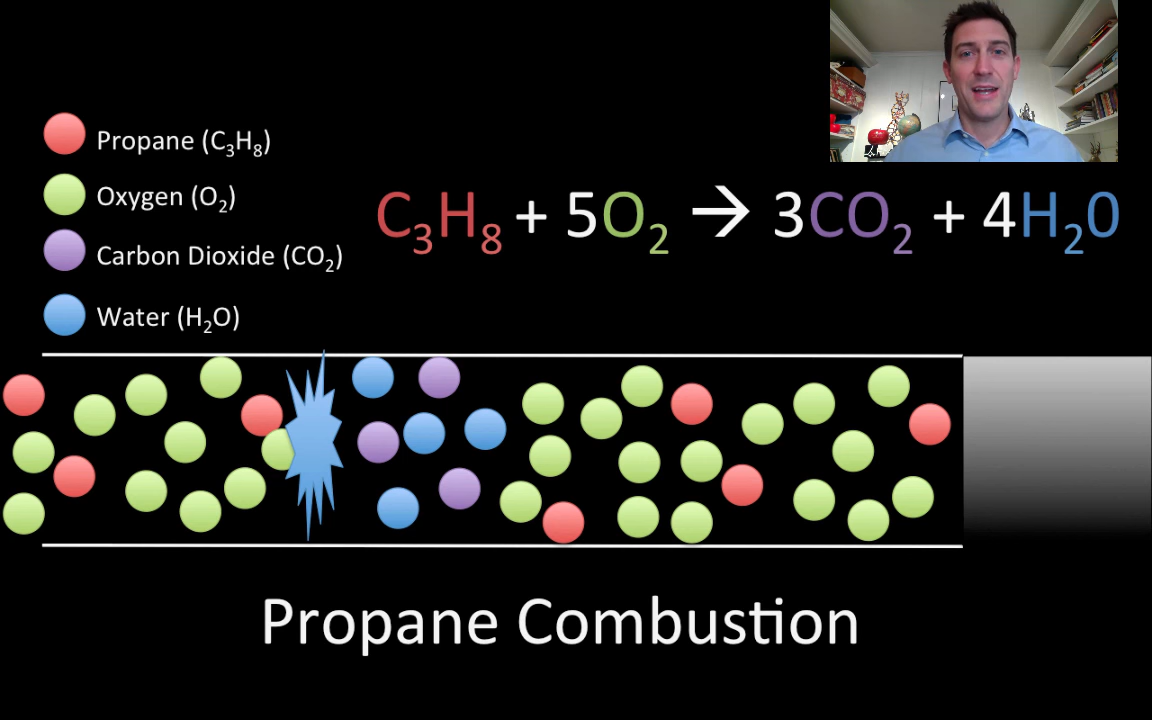 Propane (C₃H₈)
Oxygen (O₂)
C₃H₈ + 5O₂ → 3CO₂ + 4H₂0
Carbon Dioxide (CO₂)
Water (H₂O)
Propane Combustion